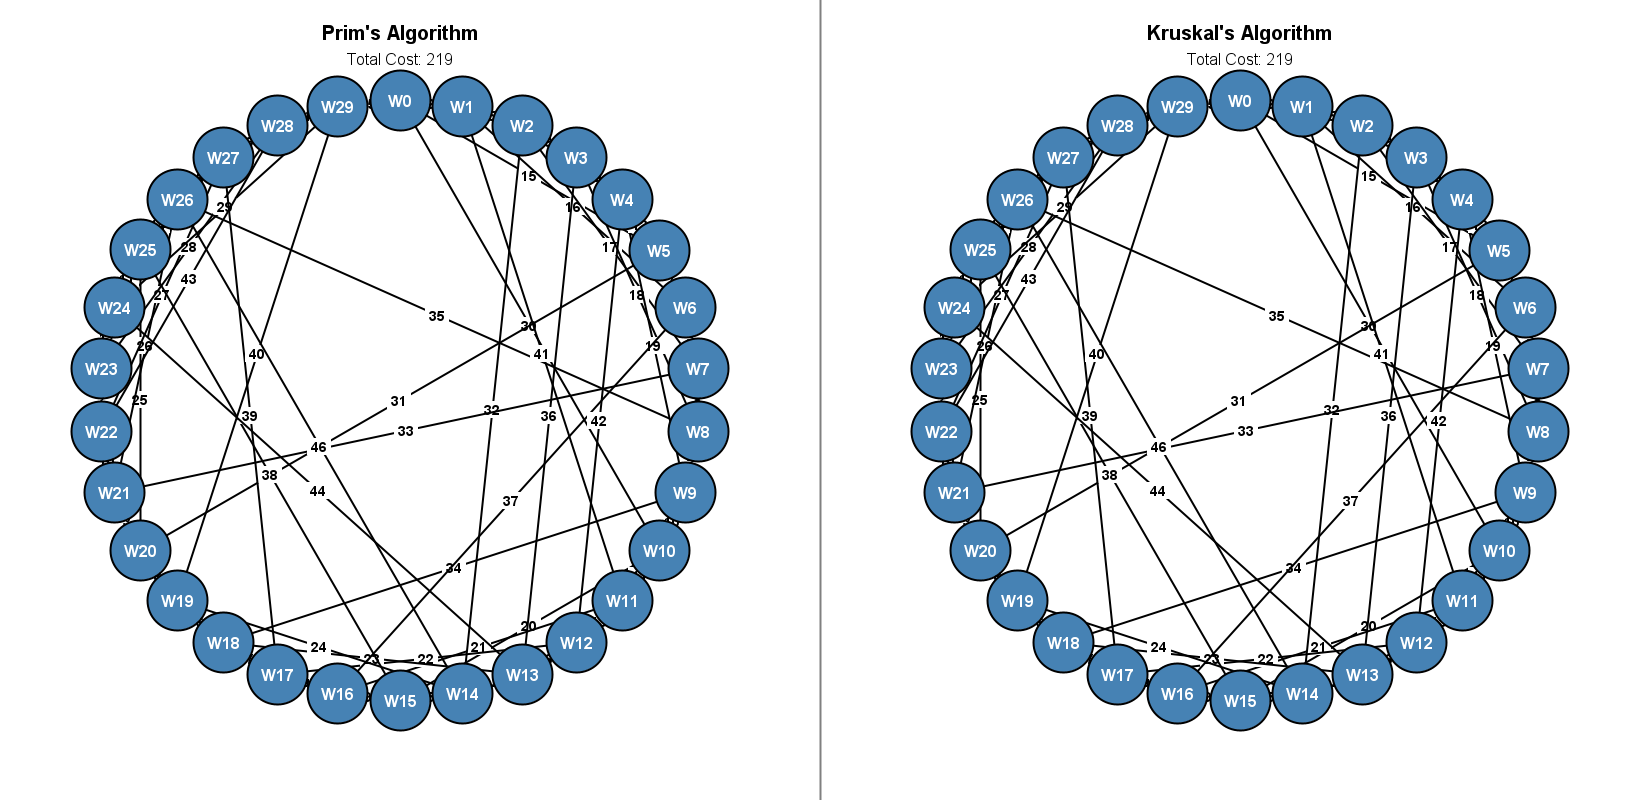 Prim's Algorithm
Total Cost: 219
W0
W1
W2
W3
W4
W5
W6
W7
W8
W9
W10
W11
W12
W13
W14
W15
W16
W17
W18
W19
W20
W21
W22
W23
W24
W25
W26
W27
W28
W29
15
16
17
18
19
20
21
22
23
24
25
26
27
28
29
30
31
32
33
34
35
36
37
38
39
40
41
42
43
44
46
Kruskal's Algorithm
Total Cost: 219
W0
W1
W2
W3
W4
W5
W6
W7
W8
W9
W10
W11
W12
W13
W14
W15
W16
W17
W18
W19
W20
W21
W22
W23
W24
W25
W26
W27
W28
W29
15
16
17
18
19
20
21
22
23
24
25
26
27
28
29
30
31
32
33
34
35
36
37
38
39
40
41
42
43
44
46